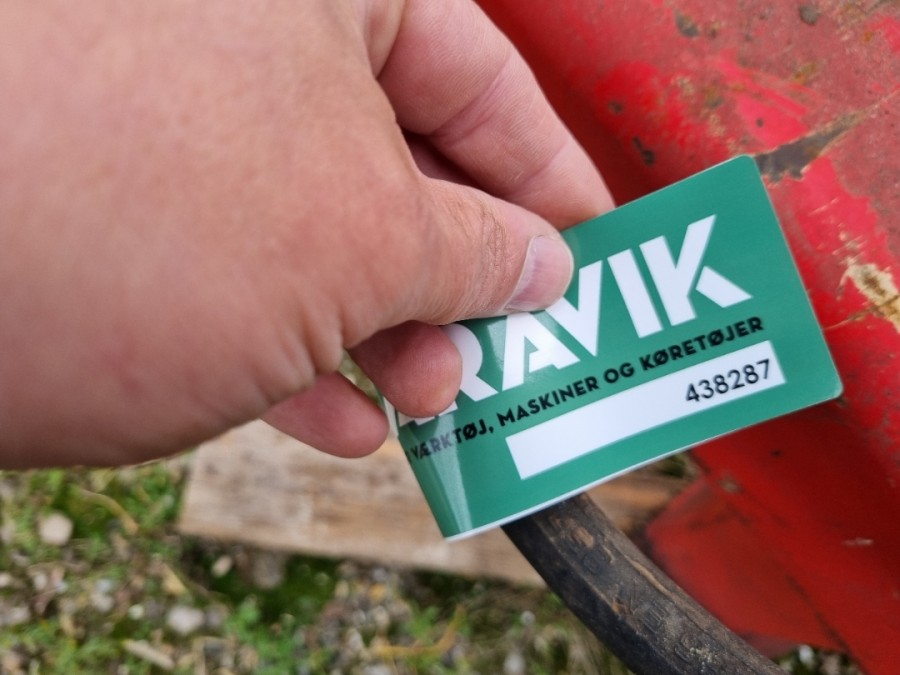 RAVIK
VÆRKTØJ, MASKINER OG KØRETØJER
438287